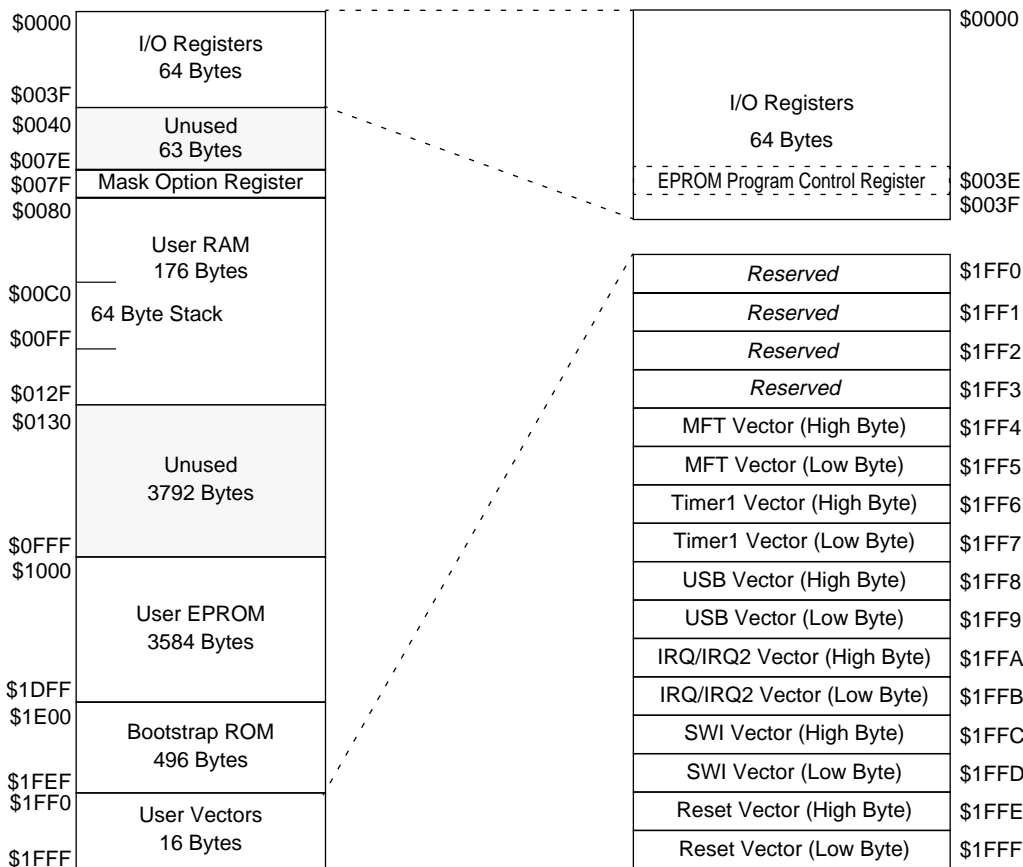 $0000
I/O Registers
64 Bytes
$003F
$0040
Unused
63 Bytes
$007E
$007F
Mask Option Register
$0080
User RAM
176 Bytes
$00C0
64 Byte Stack
$00FF
$012F
$0130
Unused
3792 Bytes
$0FFF
$1000
User EPROM
3584 Bytes
$1DFF
$1E00
Bootstrap ROM
496 Bytes
$1FEF
$1FF0
User Vectors
16 Bytes
$1FFF
$0000
I/O Registers
64 Bytes
EPROM Program Control Register $003E
$003F
Reserved $1FF0
Reserved $1FF1
Reserved $1FF2
Reserved $1FF3
MFT Vector (High Byte) $1FF4
MFT Vector (Low Byte) $1FF5
Timer1 Vector (High Byte) $1FF6
Timer1 Vector (Low Byte) $1FF7
USB Vector (High Byte) $1FF8
USB Vector (Low Byte) $1FF9
IRQ/IRQ2 Vector (High Byte) $1FFA
IRQ/IRQ2 Vector (Low Byte) $1FFB
SWI Vector (High Byte) $1FFC
SWI Vector (Low Byte) $1FFD
Reset Vector (High Byte) $1FFE
Reset Vector (Low Byte) $1FFF